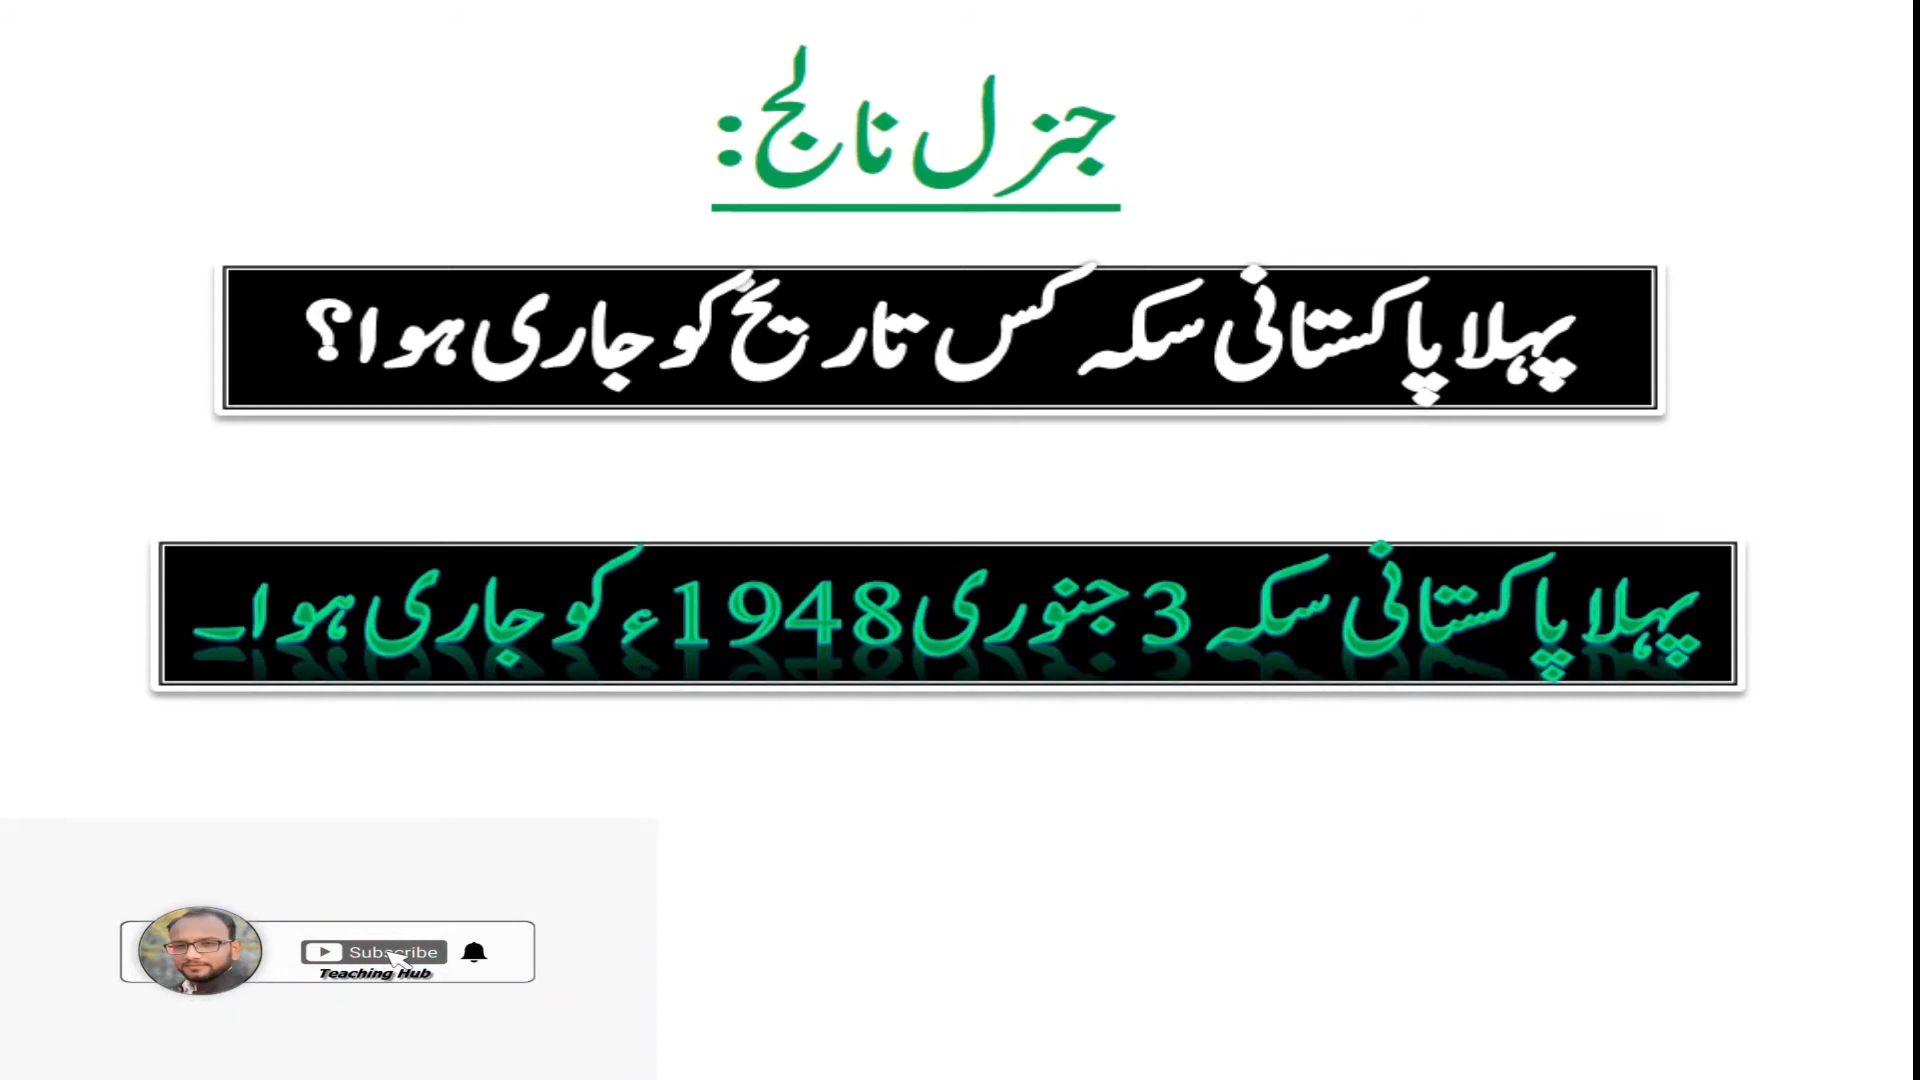 جنرل نالج:
پہلا پاکستانی سکہ کس تاریخ کو جاری ہوا؟
پہلا پاکستانی سکہ 3 جنوری 1948ء کو جاری ہوا۔
Subscribe
Teaching Hub